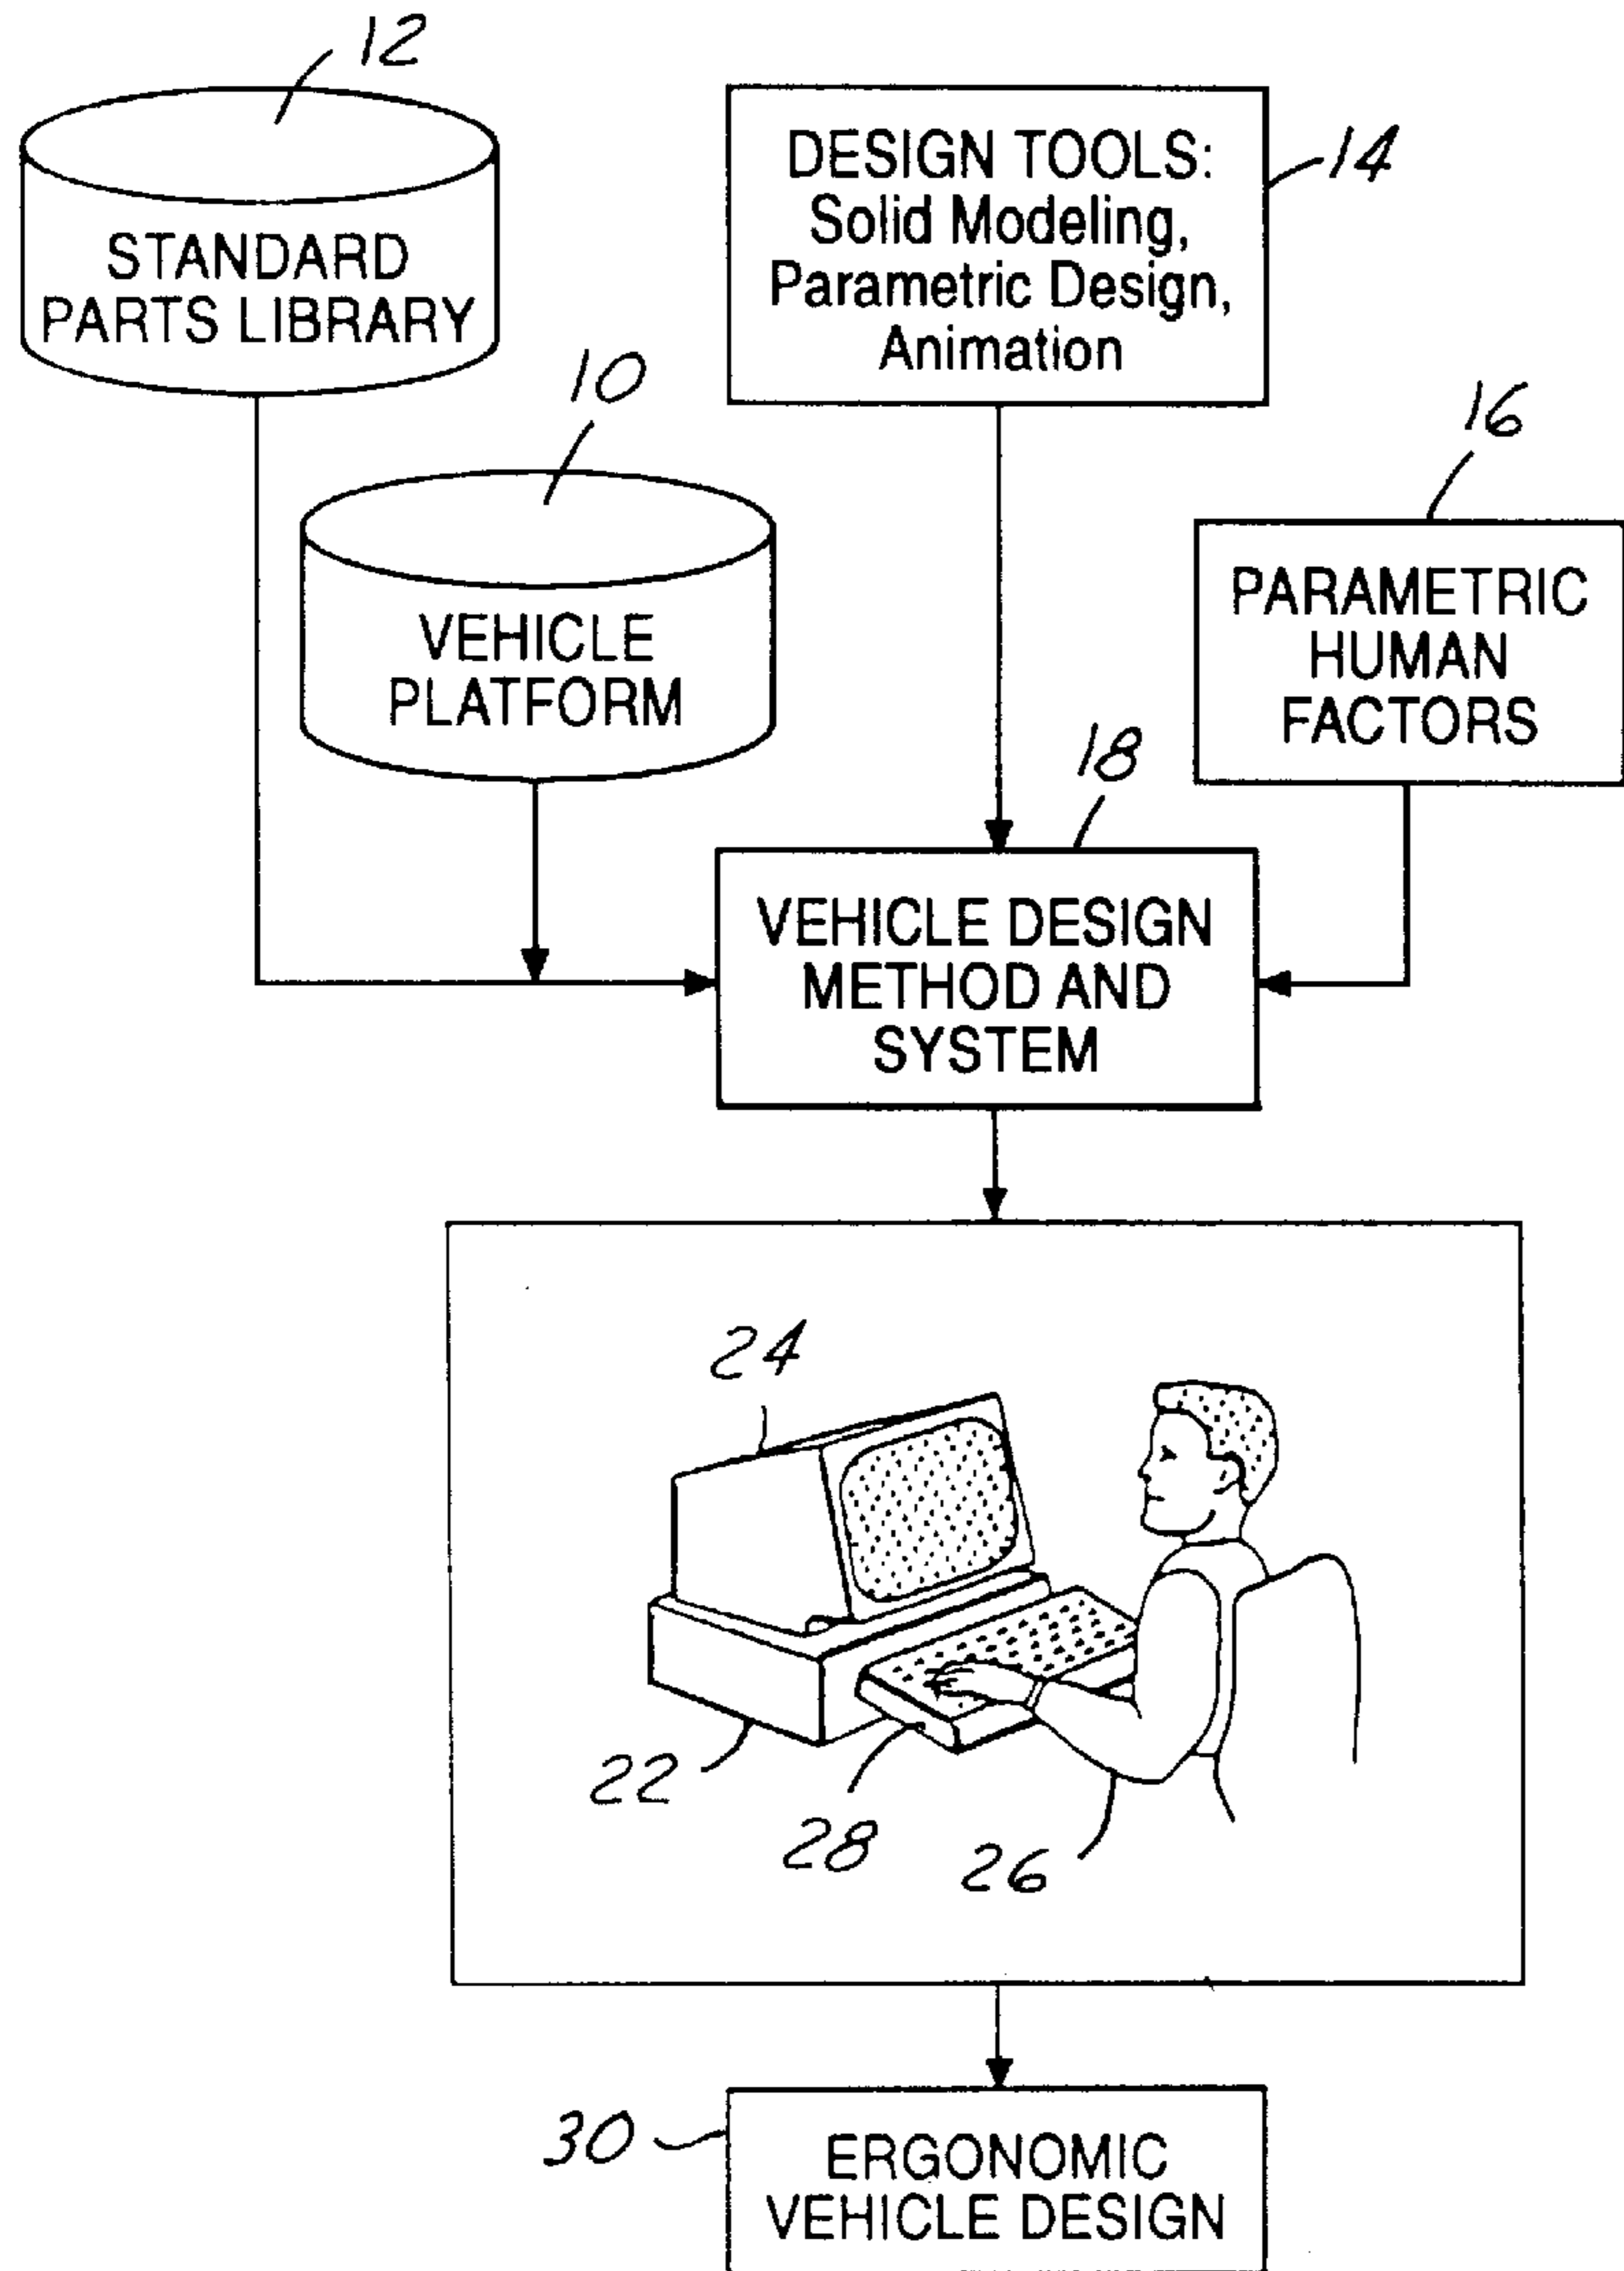 12
STANDARD
PARTS LIBRARY
DESIGN TOOLS:
Solid Modeling,
Parametric Design,
Animation
14
10
VEHICLE
PLATFORM
16
PARAMETRIC
HUMAN
FACTORS
18
VEHICLE DESIGN
METHOD AND
SYSTEM
24
22
28
26
30
ERGONOMIC
VEHICLE DESIGN